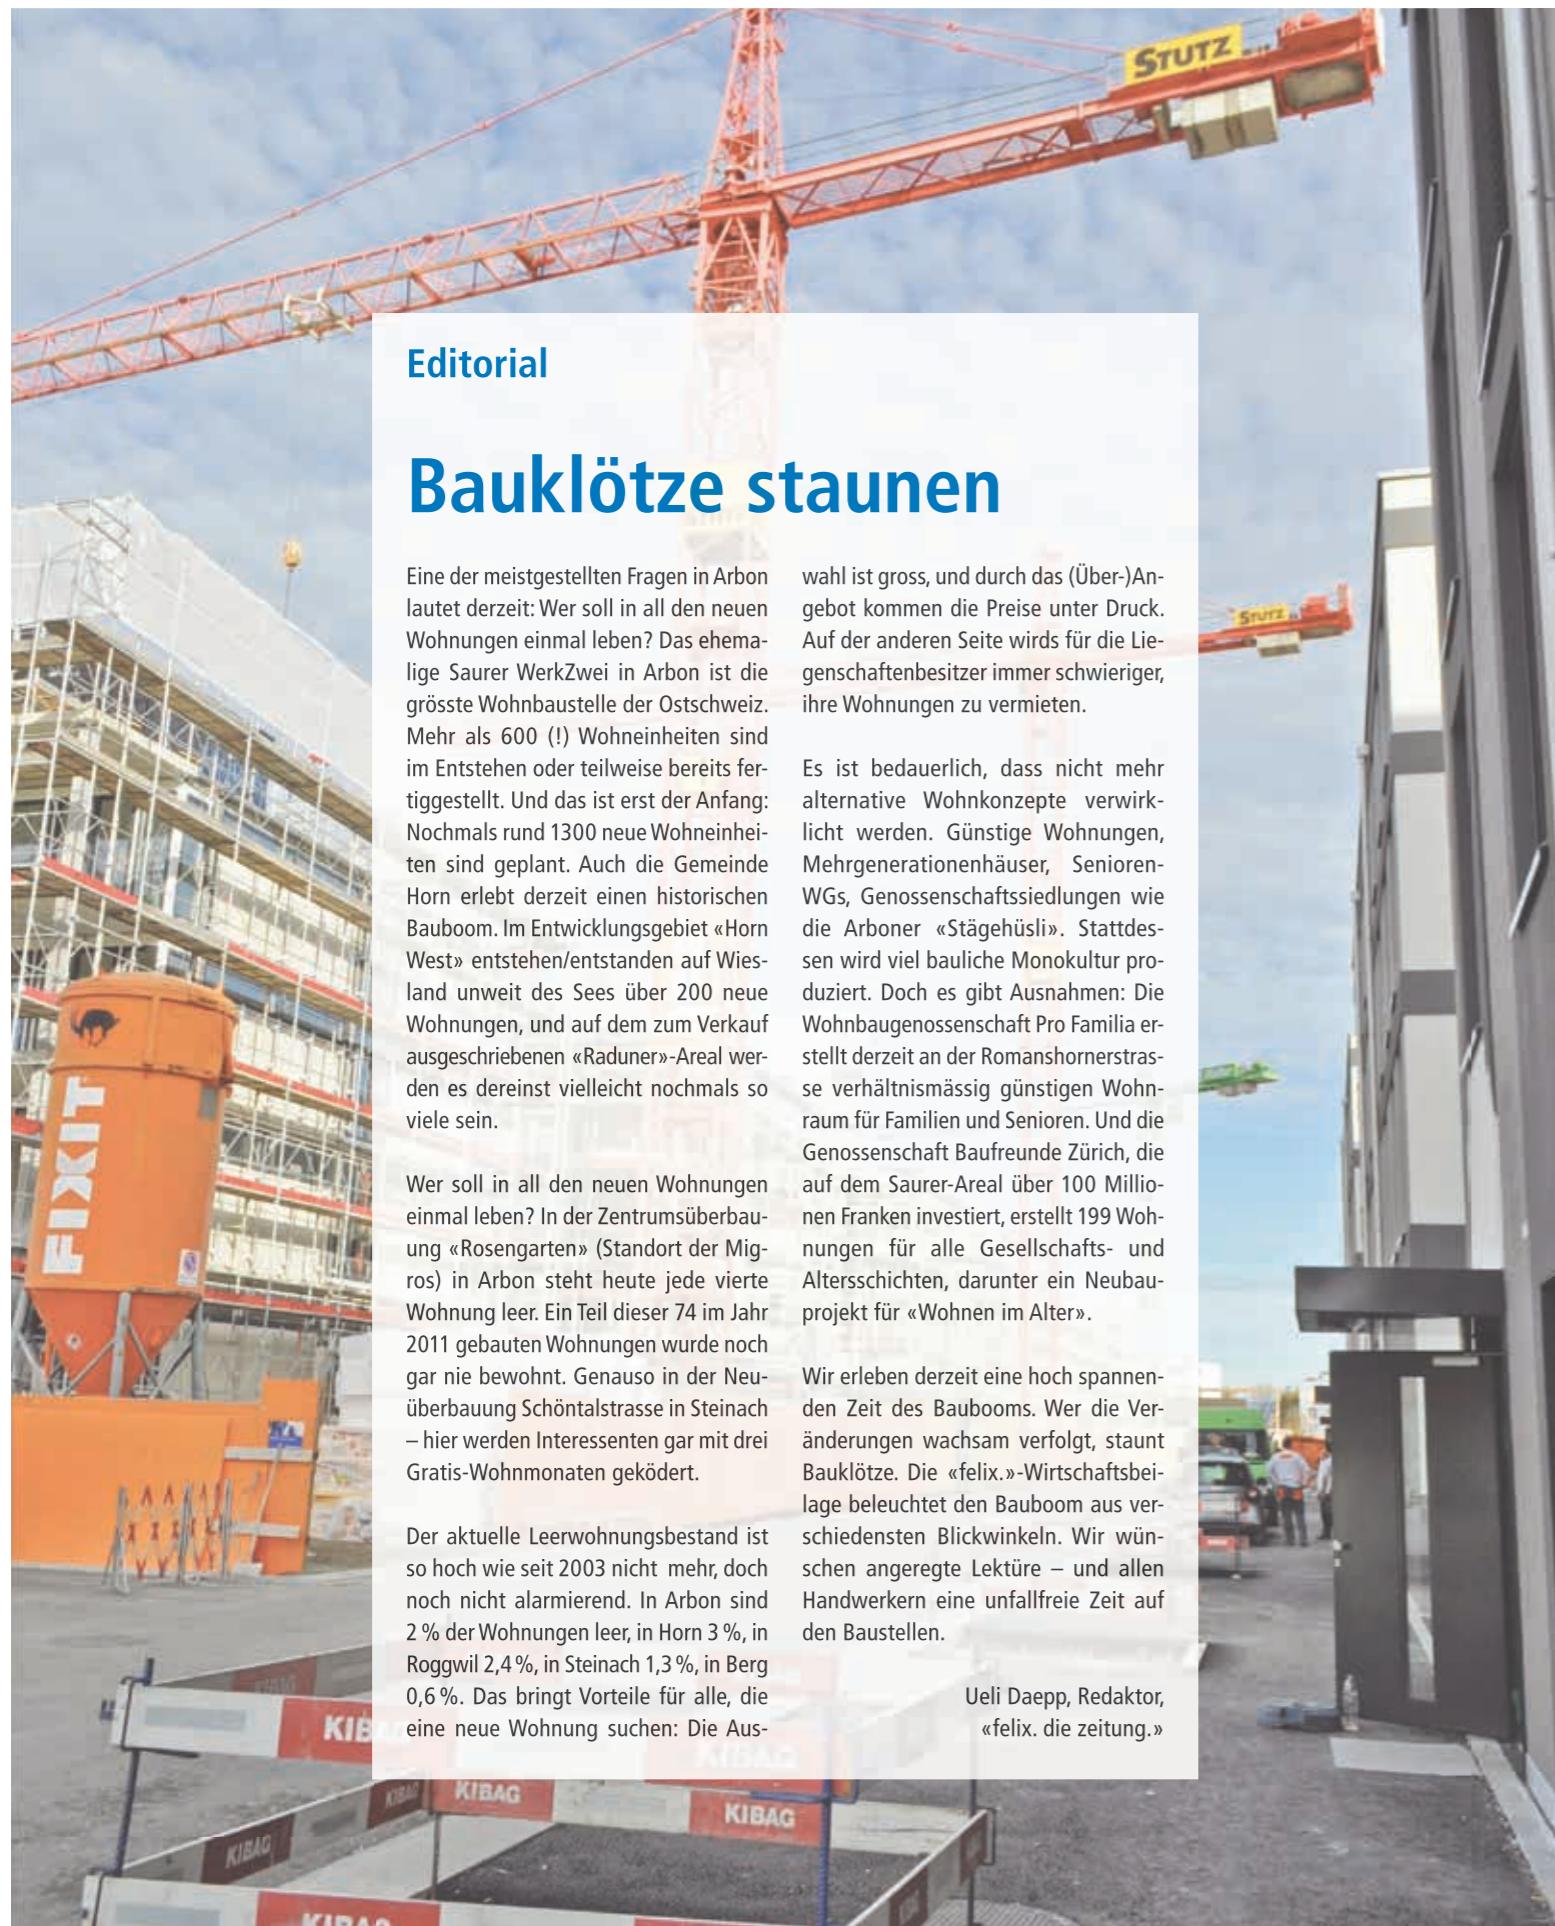 STUTZ
Editorial
Bauklötze staunen
Eine der meistgestellten Fragen in Arbon
lautet derzeit: Wer soll in all den neuen
Wohnungen einmal leben? Das ehema-
lige Saurer WerkZwei in Arbon ist die
grösste Wohnbaustelle der Ostschweiz.
Mehr als 600 (!) Wohneinheiten sind
im Entstehen oder teilweise bereits fer-
tiggestellt. Und das ist erst der Anfang:
Nochmals rund 1300 neue Wohneinhei-
ten sind geplant. Auch die Gemeinde
Horn erlebt derzeit einen historischen
Bauboom. Im Entwicklungsgebiet «Horn
West» entstehen/entstanden auf Wies-
land unweit des Sees über 200 neue
Wohnungen, und auf dem zum Verkauf
ausgeschriebenen «Raduner»-Areal wer-
den es dereinst vielleicht nochmals so
viele sein.
Wer soll in all den neuen Wohnungen
einmal leben? In der Zentrumsüberbau-
ung «Rosengarten» (Standort der Mig-
ros) in Arbon steht heute jede vierte
Wohnung leer. Ein Teil dieser 74 im Jahr
2011 gebauten Wohnungen wurde noch
gar nie bewohnt. Genauso in der Neu-
überbauung Schöntalstrasse in Steinach
– hier werden Interessenten gar mit drei
Gratis-Wohnmonaten geködert.
Der aktuelle Leerwohnungsbestand ist
so hoch wie seit 2003 nicht mehr, doch
noch nicht alarmierend. In Arbon sind
2 % der Wohnungen leer, in Horn 3 %, in
Roggwil 2,4 %, in Steinach 1,3 %, in Berg
0,6 %. Das bringt Vorteile für alle, die
eine neue Wohnung suchen: Die Aus-
wahl ist gross, und durch das (Über-)An-
gebot kommen die Preise unter Druck.
Auf der anderen Seite wirds für die Lie-
genschaftenbesitzer immer schwieriger,
ihre Wohnungen zu vermieten.
Es ist bedauerlich, dass nicht mehr
alternative Wohnkonzepte verwirk-
licht werden. Günstige Wohnungen,
Mehrgenerationenhäuser, Senioren-
WGs, Genossenschaftssiedlungen wie
die Arboner «Stägehüsli». Stattdes-
sen wird viel bauliche Monokultur pro-
duziert. Doch es gibt Ausnahmen: Die
Wohnbaugenossenschaft Pro Familia er-
stellt derzeit an der Romanshornerstras-
se verhältnismässig günstigen Wohn-
raum für Familien und Senioren. Und die
Genossenschaft Baufreunde Zürich, die
auf dem Saurer-Areal über 100 Millio-
nen Franken investiert, erstellt 199 Woh-
nungen für alle Gesellschafts- und
Altersschichten, darunter ein Neubau-
projekt für «Wohnen im Alter».
Wir erleben derzeit eine hoch spannen-
den Zeit des Baubooms. Wer die Ver-
änderungen wachsam verfolgt, staunt
Bauklötze. Die «felix.»-Wirtschaftsbei-
lage beleuchtet den Bauboom aus ver-
schiedensten Blickwinkeln. Wir wün-
schen angeregte Lektüre – und allen
Handwerkern eine unfallfreie Zeit auf
den Baustellen.
Ueli Daepp, Redaktor,
«felix. die zeitung.»
STUTZ
FIXIT
KIBAG
KIBAG
KIBAG
KIBAG
KIBAG
KIBAG
KIBAG